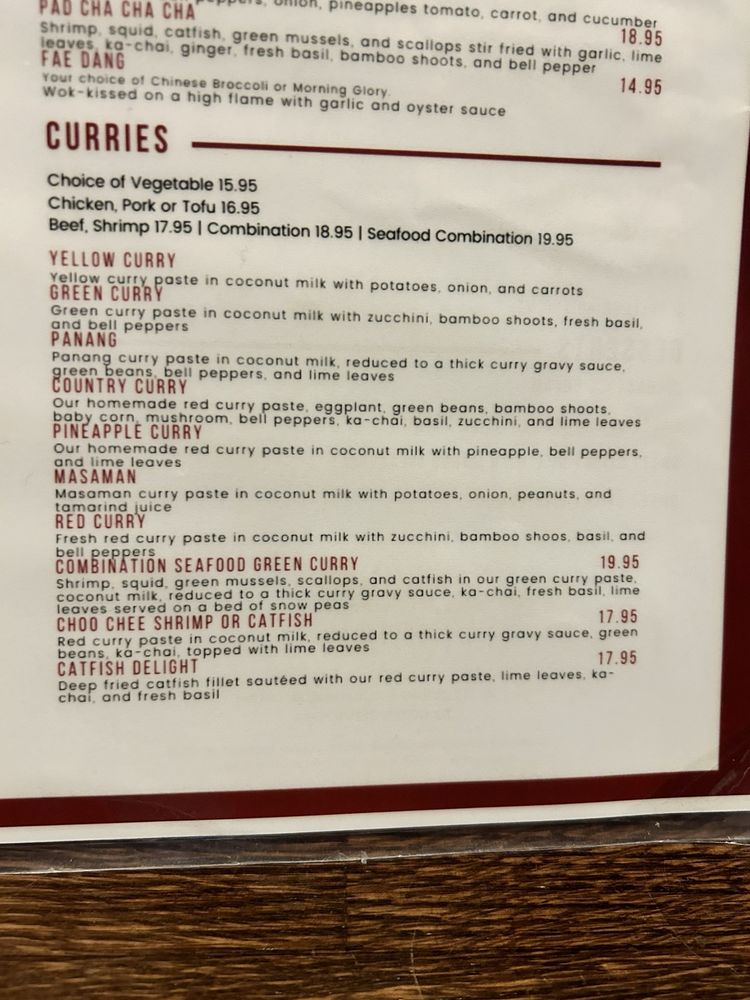 onion, pineapples tomato, carrot, and cucumber
PAD CHA CHA CHA 18.95
Shrimp, squid, catfish, green mussels, and scallops stir fried with garlic, lime
leaves, ka-chai, ginger, fresh basil, bamboo shoots, and bell pepper
FAE DANG 14.95
Your choice of Chinese Broccoli or Morning Glory.
Wok-kissed on a high flame with garlic and oyster sauce
CURRIES
Choice of Vegetable 15.95
Chicken, Pork or Tofu 16.95
Beef, Shrimp 17.95 | Combination 18.95 | Seafood Combination 19.95
YELLOW CURRY
Yellow curry paste in coconut milk with potatoes, onion, and carrots
GREEN CURRY
Green curry paste in coconut milk with zucchini, bamboo shoots, fresh basil,
and bell peppers
PANANG
Panang curry paste in coconut milk, reduced to a thick curry gravy sauce,
green beans, bell peppers, and lime leaves
COUNTRY CURRY
Our homemade red curry paste, eggplant, green beans, bamboo shoots,
baby corn, mushroom, bell peppers, ka-chai, basil, zucchini, and lime leaves
PINEAPPLE CURRY
Our homemade red curry paste in coconut milk with pineapple, bell peppers,
and lime leaves
MASAMAN
Masaman curry paste in coconut milk with potatoes, onion, peanuts, and
tamarind juice
RED CURRY
Fresh red curry paste in coconut milk with zucchini, bamboo shoos, basil, and
bell peppers
COMBINATION SEAFOOD GREEN CURRY 19.95
Shrimp, squid, green mussels, scallops, and catfish in our green curry paste,
coconut milk, reduced to a thick curry gravy sauce, ka-chai, fresh basil, lime
leaves served on a bed of snow peas
CHOO CHEE SHRIMP OR CATFISH 17.95
Red curry paste in coconut milk, reduced to a thick curry gravy sauce, green
beans, ka-chai, topped with lime leaves
CATFISH DELIGHT 17.95
Deep fried catfish fillet sautéed with our red curry paste, lime leaves, ka-
chai, and fresh basil